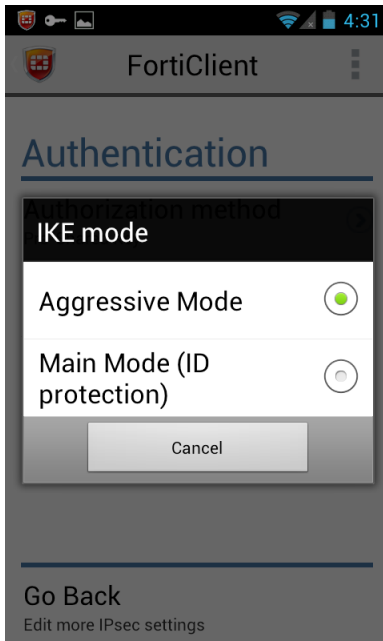 4:31
FortiClient
Authentication
Authorization method
IKE mode
Aggressive Mode
Main Mode (ID
protection)
Cancel
Go Back
Edit more IPsec settings